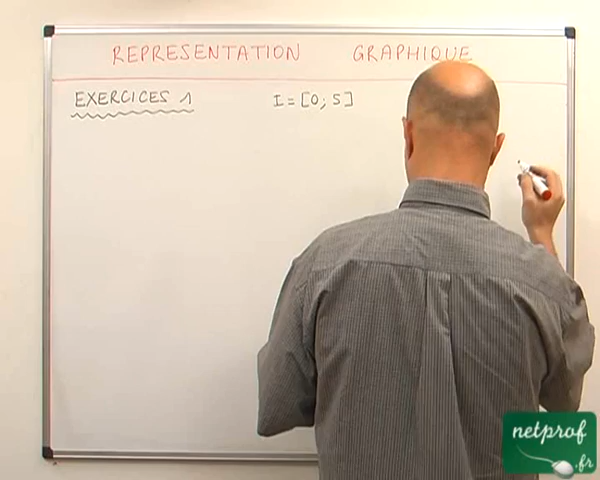 REPRESENTATION GRAPHIQUE
EXERCICES 1 I = [0; 5]
netprof
.fr